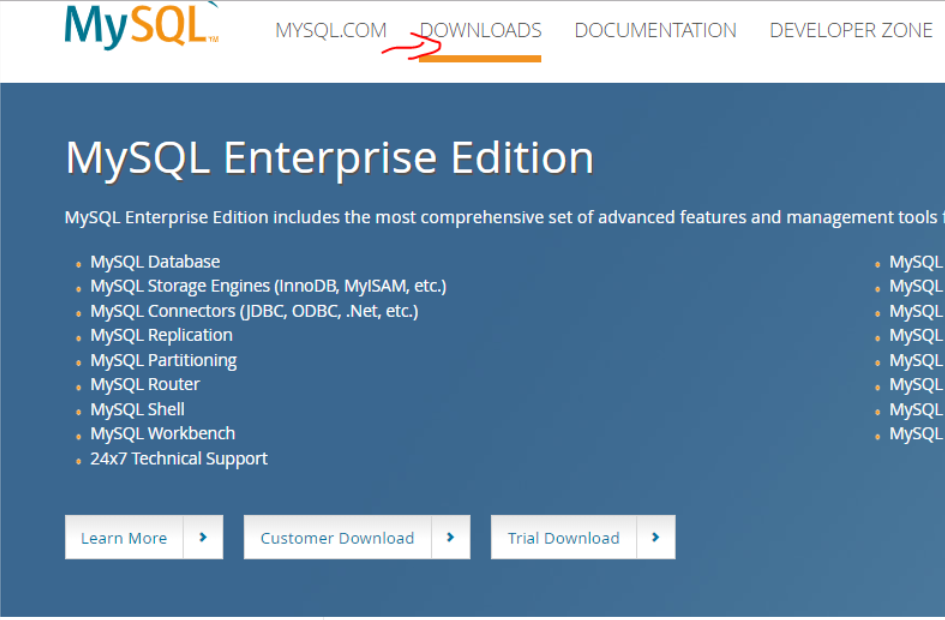 MySQL™
MYSQL.COM DOWNLOADS DOCUMENTATION DEVELOPER ZONE
MySQL Enterprise Edition
MySQL Enterprise Edition includes the most comprehensive set of advanced features and management tools
MySQL Database
MySQL Storage Engines (InnoDB, MyISAM, etc.)
MySQL Connectors (JDBC, ODBC, .Net, etc.)
MySQL Replication
MySQL Partitioning
MySQL Router
MySQL Shell
MySQL Workbench
24x7 Technical Support
MySQL
MySQL
MySQL
MySQL
MySQL
MySQL
MySQL
MySQL
Learn More
Customer Download
Trial Download